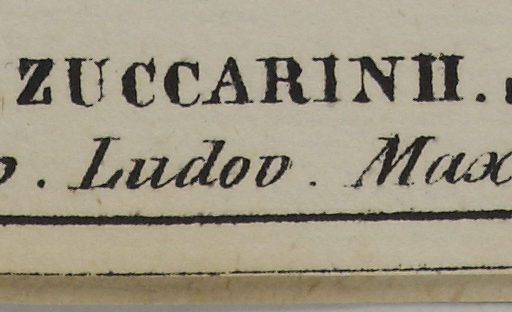 ZUCCARINII.
. Ludov. Max